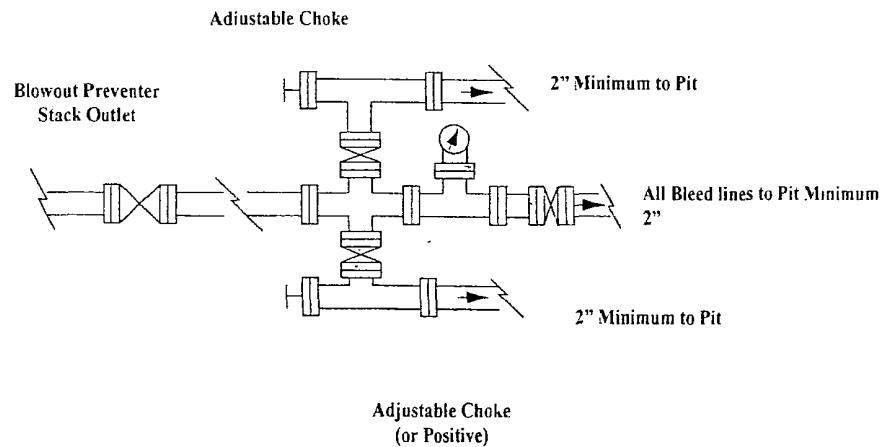 Adjustable Choke
2” Minimum to Pit
Blowout Preventer
Stack Outlet
All Bleed lines to Pit Minimum
2”
2” Minimum to Pit
Adjustable Choke
(or Positive)